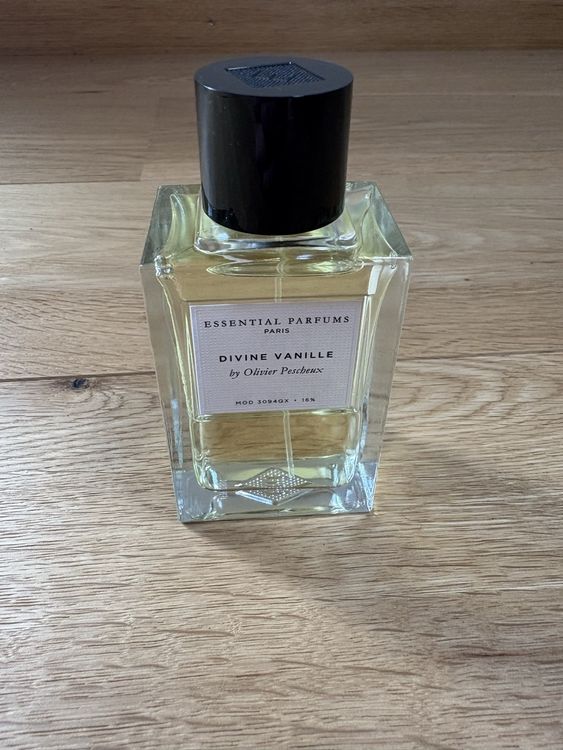 ESSENTIAL PARFUMS
PARIS
DIVINE VANILLE
by Olivier Pescheux
MOD 3094GX • 16%